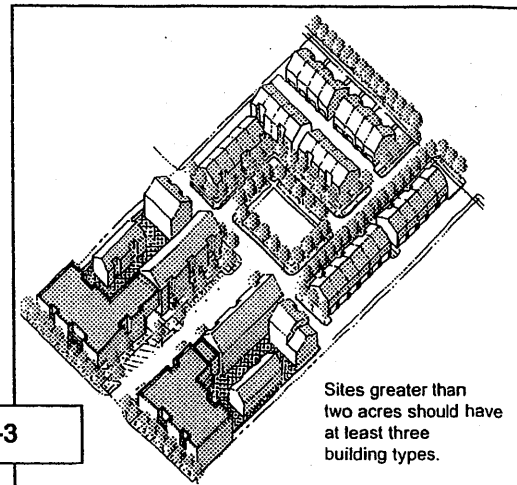 Sites greater than
two acres should have
at least three
building types.
-3